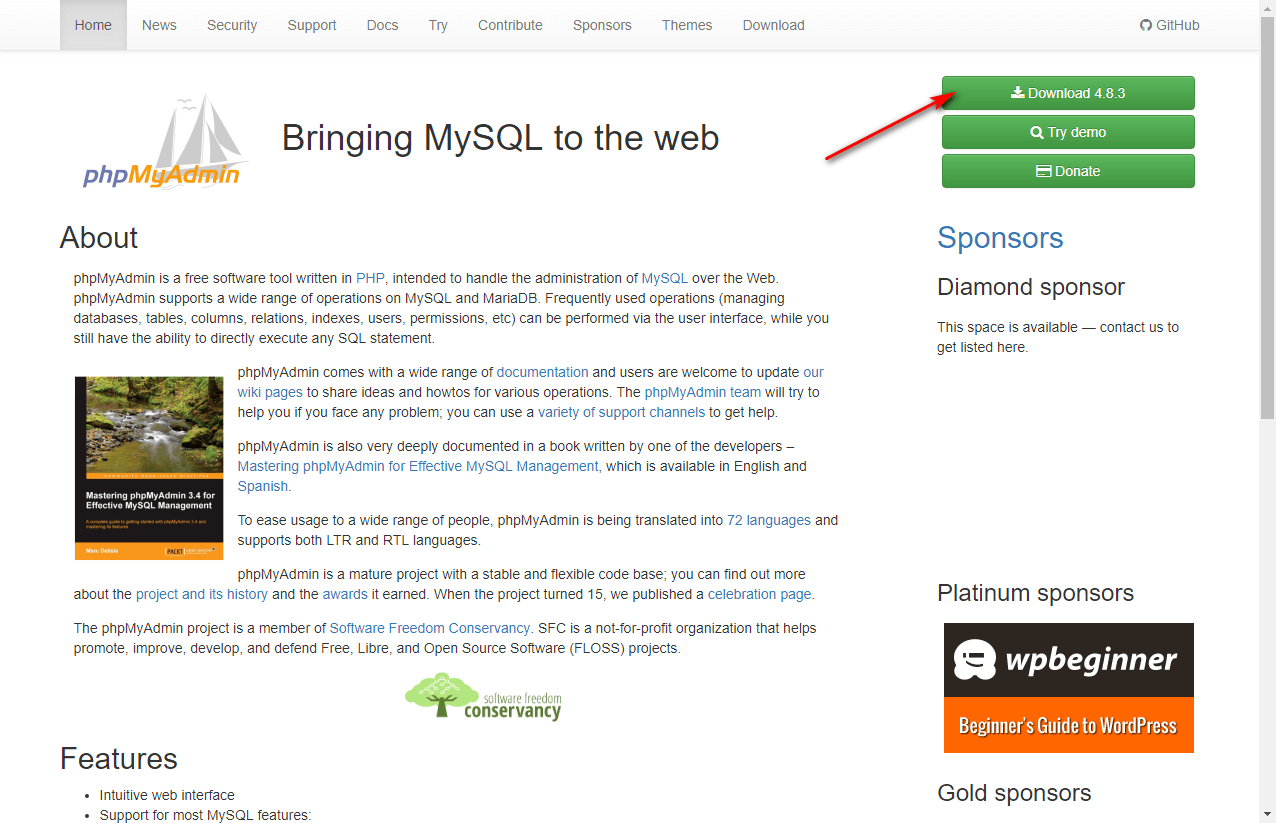 Home News Security Support Docs Try Contribute Sponsors Themes Download GitHub
phpMyAdmin
Bringing MySQL to the web
Download 4.8.3
Try demo
Donate
About
phpMyAdmin is a free software tool written in PHP, intended to handle the administration of MySQL over the Web.
phpMyAdmin supports a wide range of operations on MySQL and MariaDB. Frequently used operations (managing
databases, tables, columns, relations, indexes, users, permissions, etc) can be performed via the user interface, while you
still have the ability to directly execute any SQL statement.
phpMyAdmin comes with a wide range of documentation and users are welcome to update our
wiki pages to share ideas and howtos for various operations. The phpMyAdmin team will try to
help you if you face any problem; you can use a variety of support channels to get help.
Mastering phpMyAdmin 3.4 for
Effective MySQL Management
A complete guide to getting started with phpMyAdmin 3.4 and
mastering its features
Marc Delisle
PACKT
phpMyAdmin is also very deeply documented in a book written by one of the developers –
Mastering phpMyAdmin for Effective MySQL Management, which is available in English and
Spanish.
To ease usage to a wide range of people, phpMyAdmin is being translated into 72 languages and
supports both LTR and RTL languages.
phpMyAdmin is a mature project with a stable and flexible code base; you can find out more
about the project and its history and the awards it earned. When the project turned 15, we published a celebration page.
The phpMyAdmin project is a member of Software Freedom Conservancy. SFC is a not-for-profit organization that helps
promote, improve, develop, and defend Free, Libre, and Open Source Software (FLOSS) projects.
software freedom
conservancy
Features
Intuitive web interface
Support for most MySQL features:
Sponsors
Diamond sponsor
This space is available — contact us to
get listed here.
Platinum sponsors
wpbeginner
Beginner's Guide to WordPress
Gold sponsors